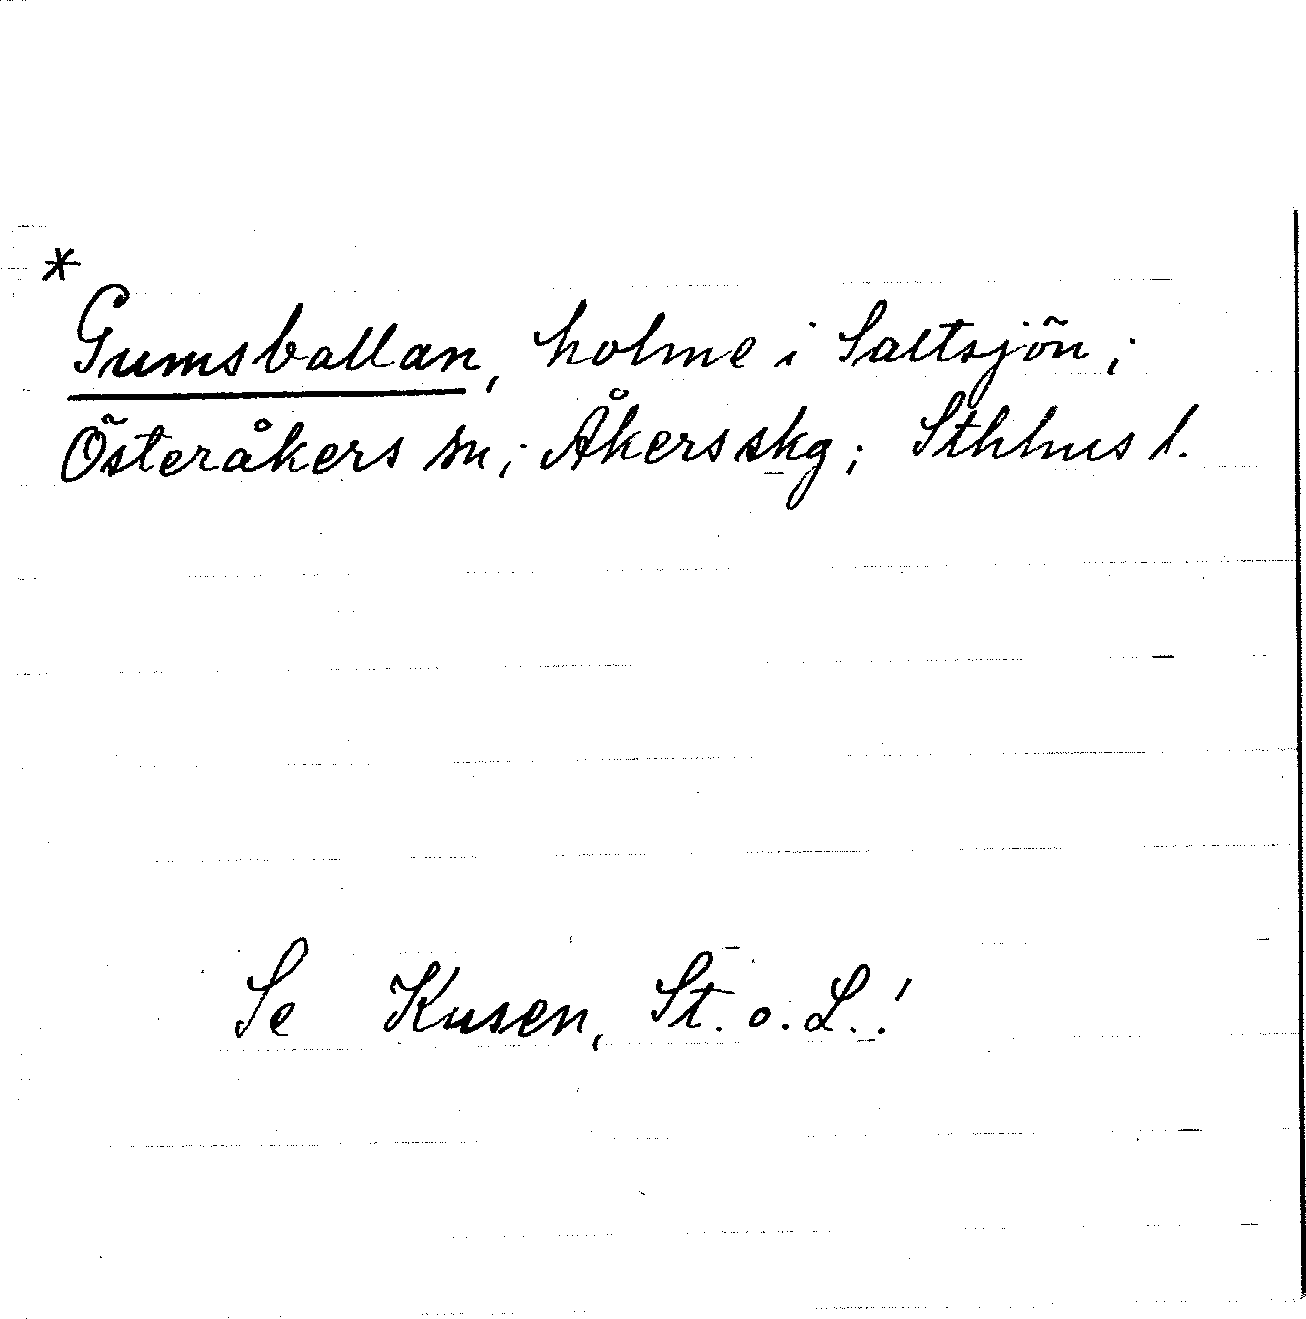 *
Gumsballan, holme i Saltsjön;
Österåkers sn; Åkers skg; Sthlms l.
Se Kusen, St. o. L.!